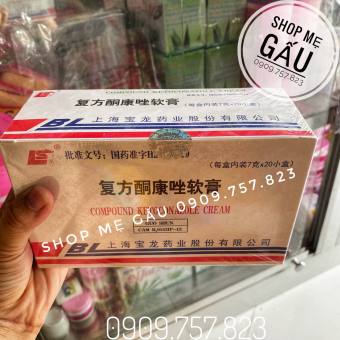 SHOP MẸ
GẤU
0909.757.823
COMPOUND KETOCONAZOLE CREAM
复方酮康唑软膏
(每盒内装7克×20小盒)
BL 上海宝龙药业股份有限公司
批准文号:国药准字
(每盒内装7克×20小盒)
复方酮康唑软膏
COMPOUND KETOCONAZOLE CREAM
SHOP MẸ GẤU 0909.757.823
BL 上海宝龙药业股份有限公司
0909.757.823